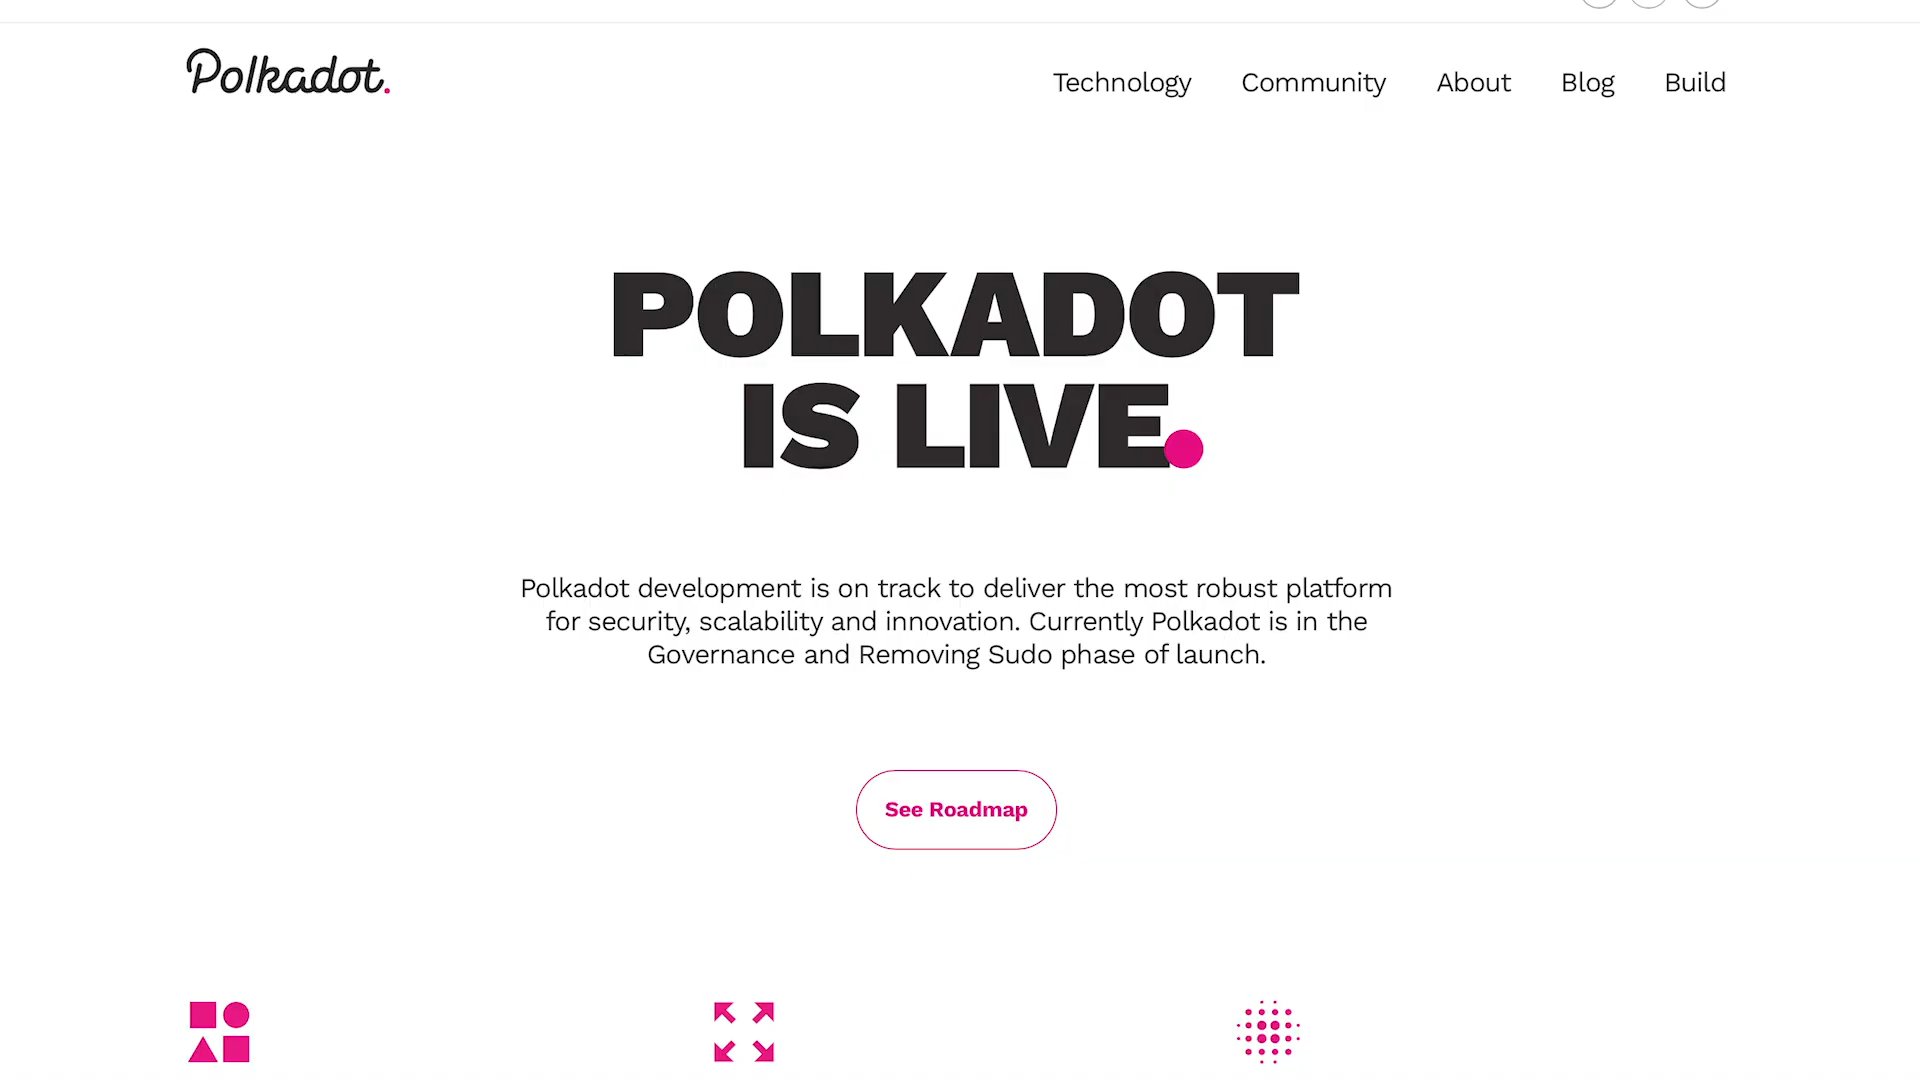 Polkadot.
Technology
Community
About
Blog
Build
POLKADOT
IS LIVE.
Polkadot development is on track to deliver the most robust platform
for security, scalability and innovation. Currently Polkadot is in the
Governance and Removing Sudo phase of launch.
See Roadmap